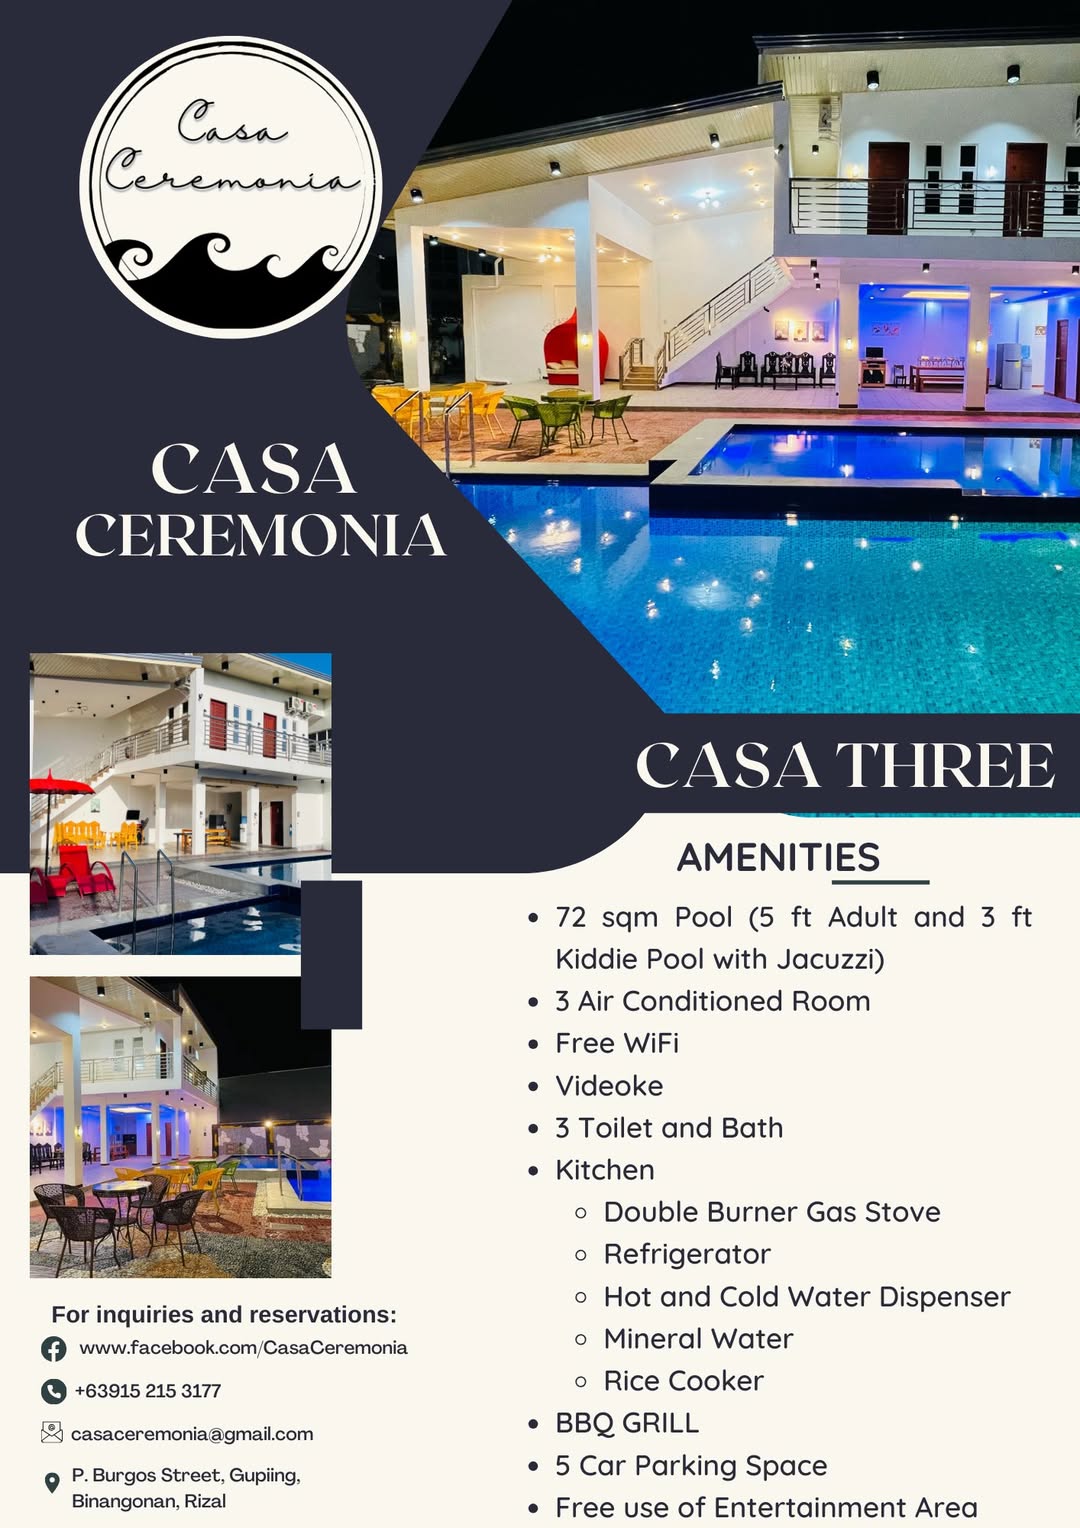 Casa
Ceremonia
CASA
CEREMONIA
CASA THREE
AMENITIES
• 72 sqm Pool (5 ft Adult and 3 ft
Kiddie Pool with Jacuzzi)
• 3 Air Conditioned Room
• Free WiFi
• Videoke
• 3 Toilet and Bath
• Kitchen
○ Double Burner Gas Stove
○ Refrigerator
○ Hot and Cold Water Dispenser
○ Mineral Water
○ Rice Cooker
• BBQ GRILL
• 5 Car Parking Space
• Free use of Entertainment Area
For inquiries and reservations:
www.facebook.com/CasaCeremonia
+63915 215 3177
casaceremonia@gmail.com
P. Burgos Street, Gupiing,
Binangonan, Rizal